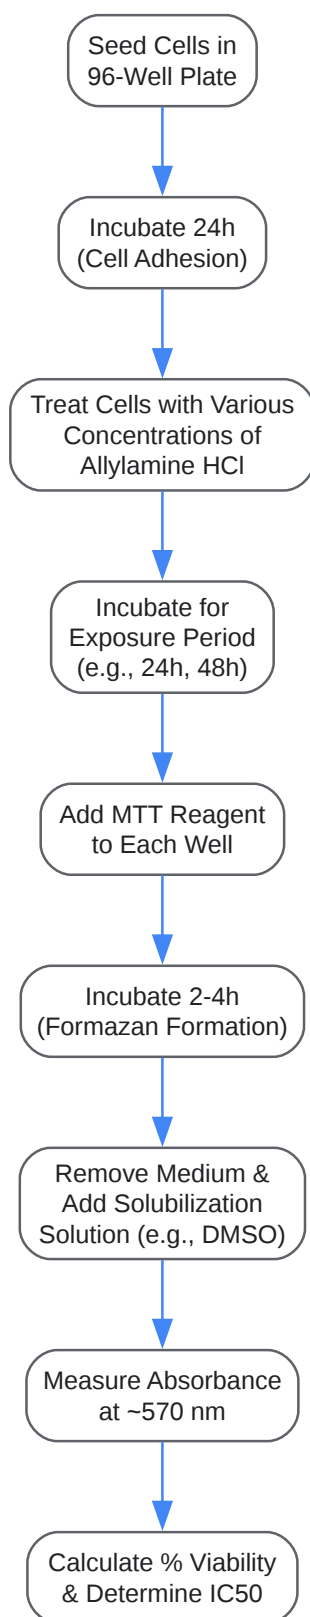 Seed Cells in
96-Well Plate
Incubate 24h
(Cell Adhesion)
Treat Cells with Various
Concentrations of
Allylamine HCl
Incubate for
Exposure Period
(e.g., 24h, 48h)
Add MTT Reagent
to Each Well
Incubate 2-4h
(Formazan Formation)
Remove Medium &
Add Solubilization
Solution (e.g., DMSO)
Measure Absorbance
at ~570 nm
Calculate % Viability
& Determine IC50